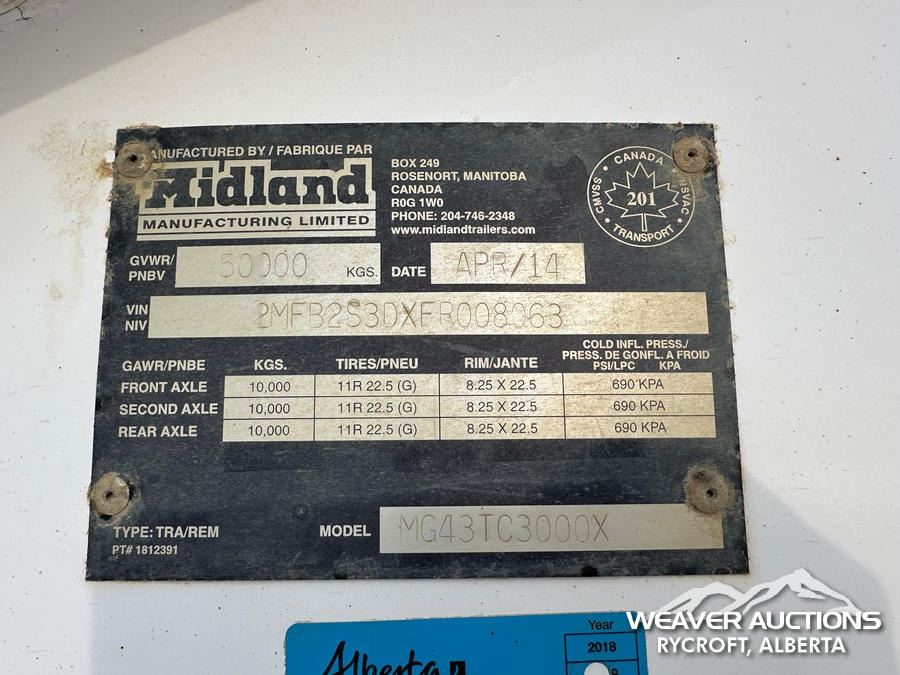 MANUFACTURED BY / FABRIQUE PAR
Midland
MANUFACTURING LIMITED
BOX 249
ROSENORT, MANITOBA
CANADA
R0G 1W0
PHONE: 204-746-2348
www.midlandtrailers.com
CANADA
CMVSS
201
NSVAC
TRANSPORT
GVWR/ PNBV 50000 KGS. DATE APR/14
VIN NIV 2MFB2S3DXER008063
GAWR/PNBE KGS. TIRES/PNEU RIM/JANTE COLD INFL. PRESS./ PRESS. DE GONFL. A FROID PSI/LPC KPA
FRONT AXLE 10,000 11R 22.5 (G) 8.25 X 22.5 690 KPA
SECOND AXLE 10,000 11R 22.5 (G) 8.25 X 22.5 690 KPA
REAR AXLE 10,000 11R 22.5 (G) 8.25 X 22.5 690 KPA
TYPE: TRA/REM MODEL MG43TC3000X
PT# 1812391
Alberta
Year
2018
WEAVER AUCTIONS
RYCROFT, ALBERTA